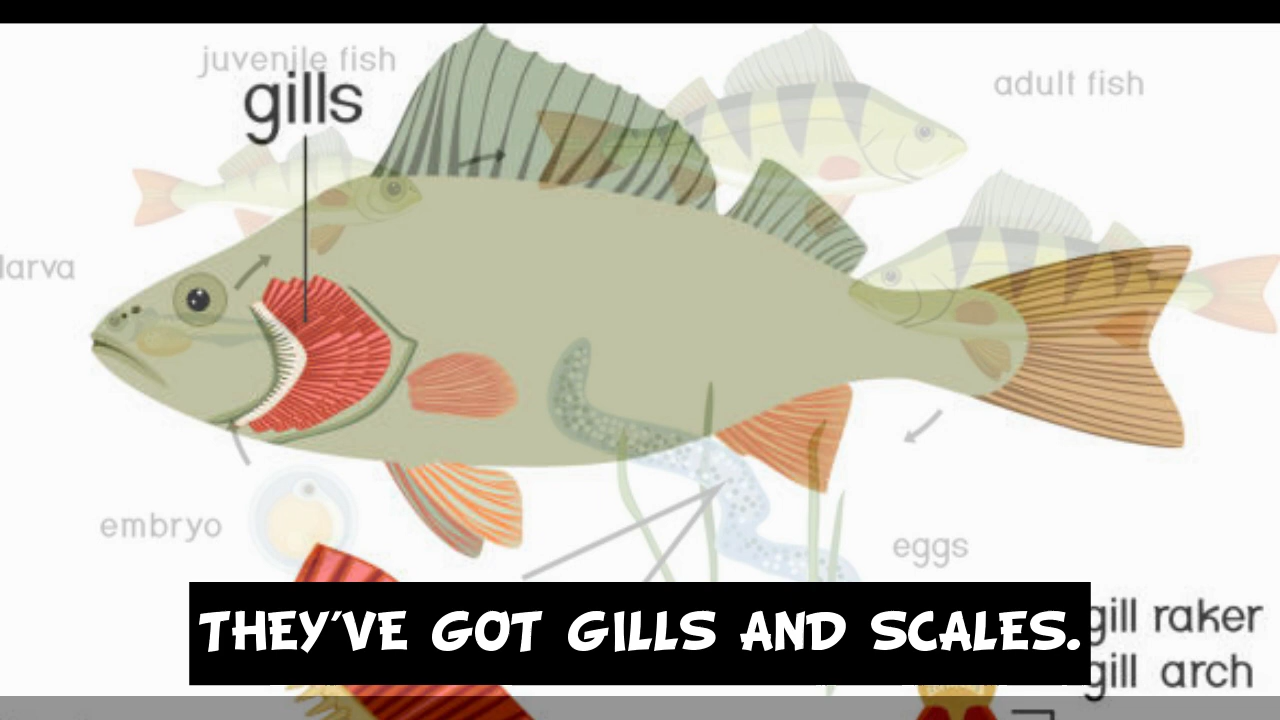 juvenile fish
gills
adult fish
larva
embryo
eggs
THEY'VE GOT GILLS AND SCALES.
gill raker
gill arch